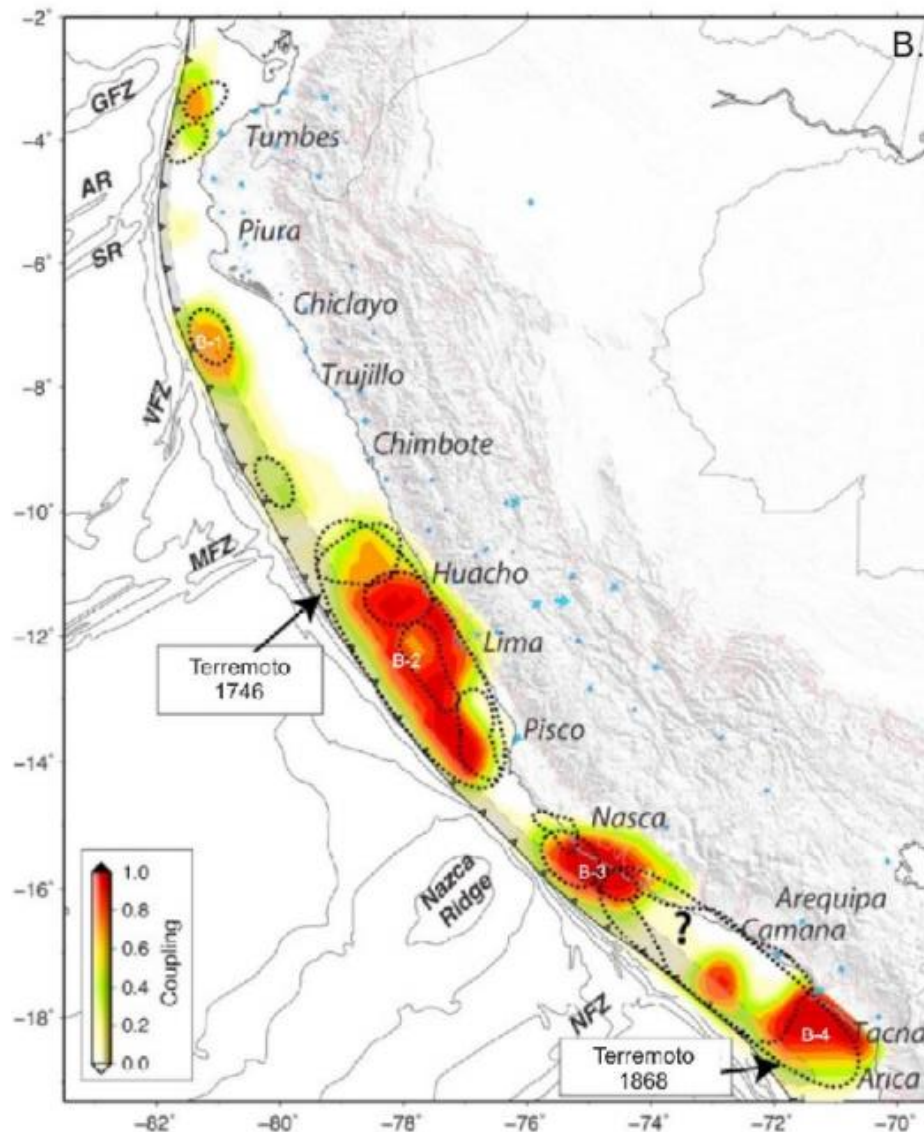 B.
-2°
-4°
-6°
-8°
-10°
-12°
-14°
-16°
-18°
GFZ
AR
SR
VFZ
MFZ
Nazca
Ridge
NFZ
Tumbes
Piura
Chiclayo
Trujillo
Chimbote
Huacho
Lima
Pisco
Nasca
Arequipa
Camana
Tacna
Arica
B-1
B-2
B-3
B-4
?
Terremoto
1746
Terremoto
1868
1.0
0.8
0.6
0.4
0.2
0.0
Coupling
-82° -80° -78° -76° -74° -72° -70°